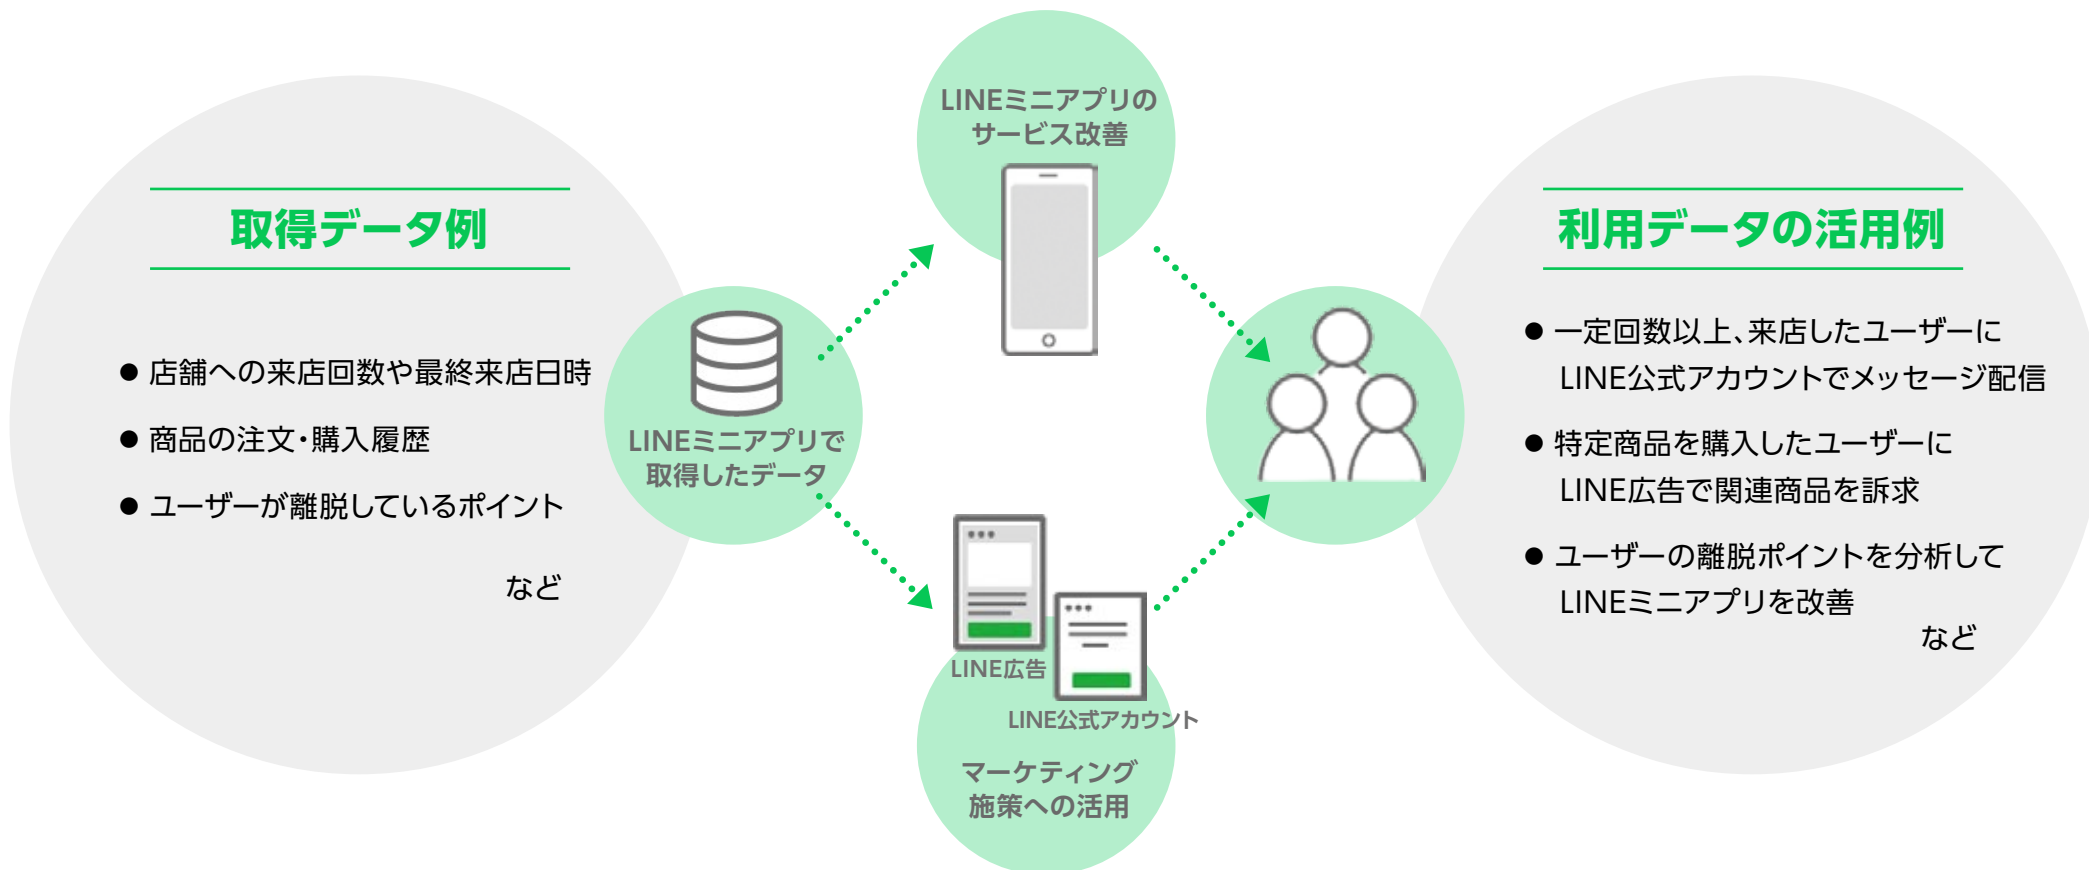 取得データ例
● 店舗への来店回数や最終来店日時
● 商品の注文・購入履歴
● ユーザーが離脱しているポイント
など
LINEミニアプリで
取得したデータ
LINEミニアプリの
サービス改善
LINE広告
LINE公式アカウント
マーケティング
施策への活用
利用データの活用例
● 一定回数以上、来店したユーザーに
LINE公式アカウントでメッセージ配信
● 特定商品を購入したユーザーに
LINE広告で関連商品を訴求
● ユーザーの離脱ポイントを分析して
LINEミニアプリを改善
など